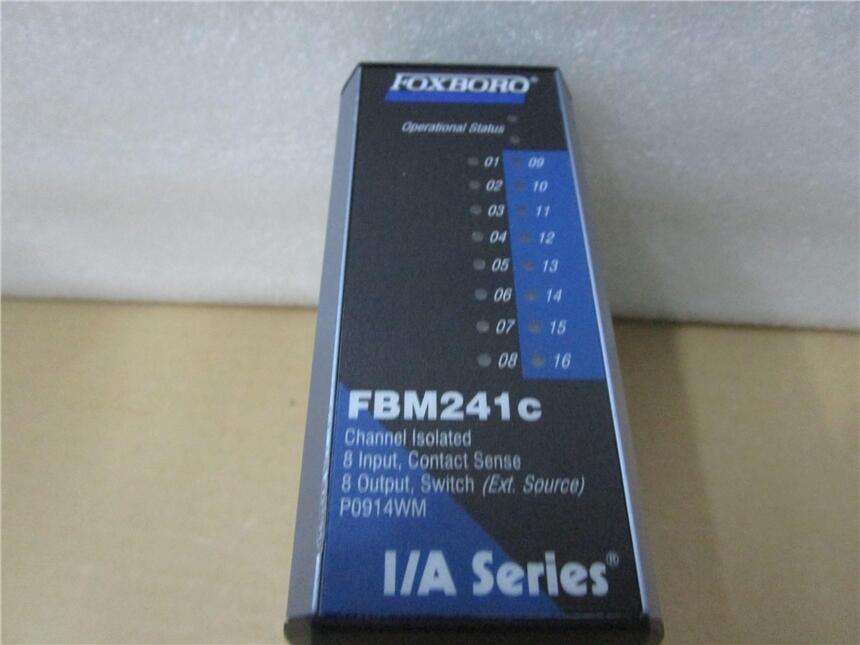 FOXBORO®
Operational Status
01 09
02 10
03 11
04 12
05 13
06 14
07 15
08 16
FBM241c
Channel Isolated
8 Input, Contact Sense
8 Output, Switch (Ext. Source)
P0914WM
I/A Series®